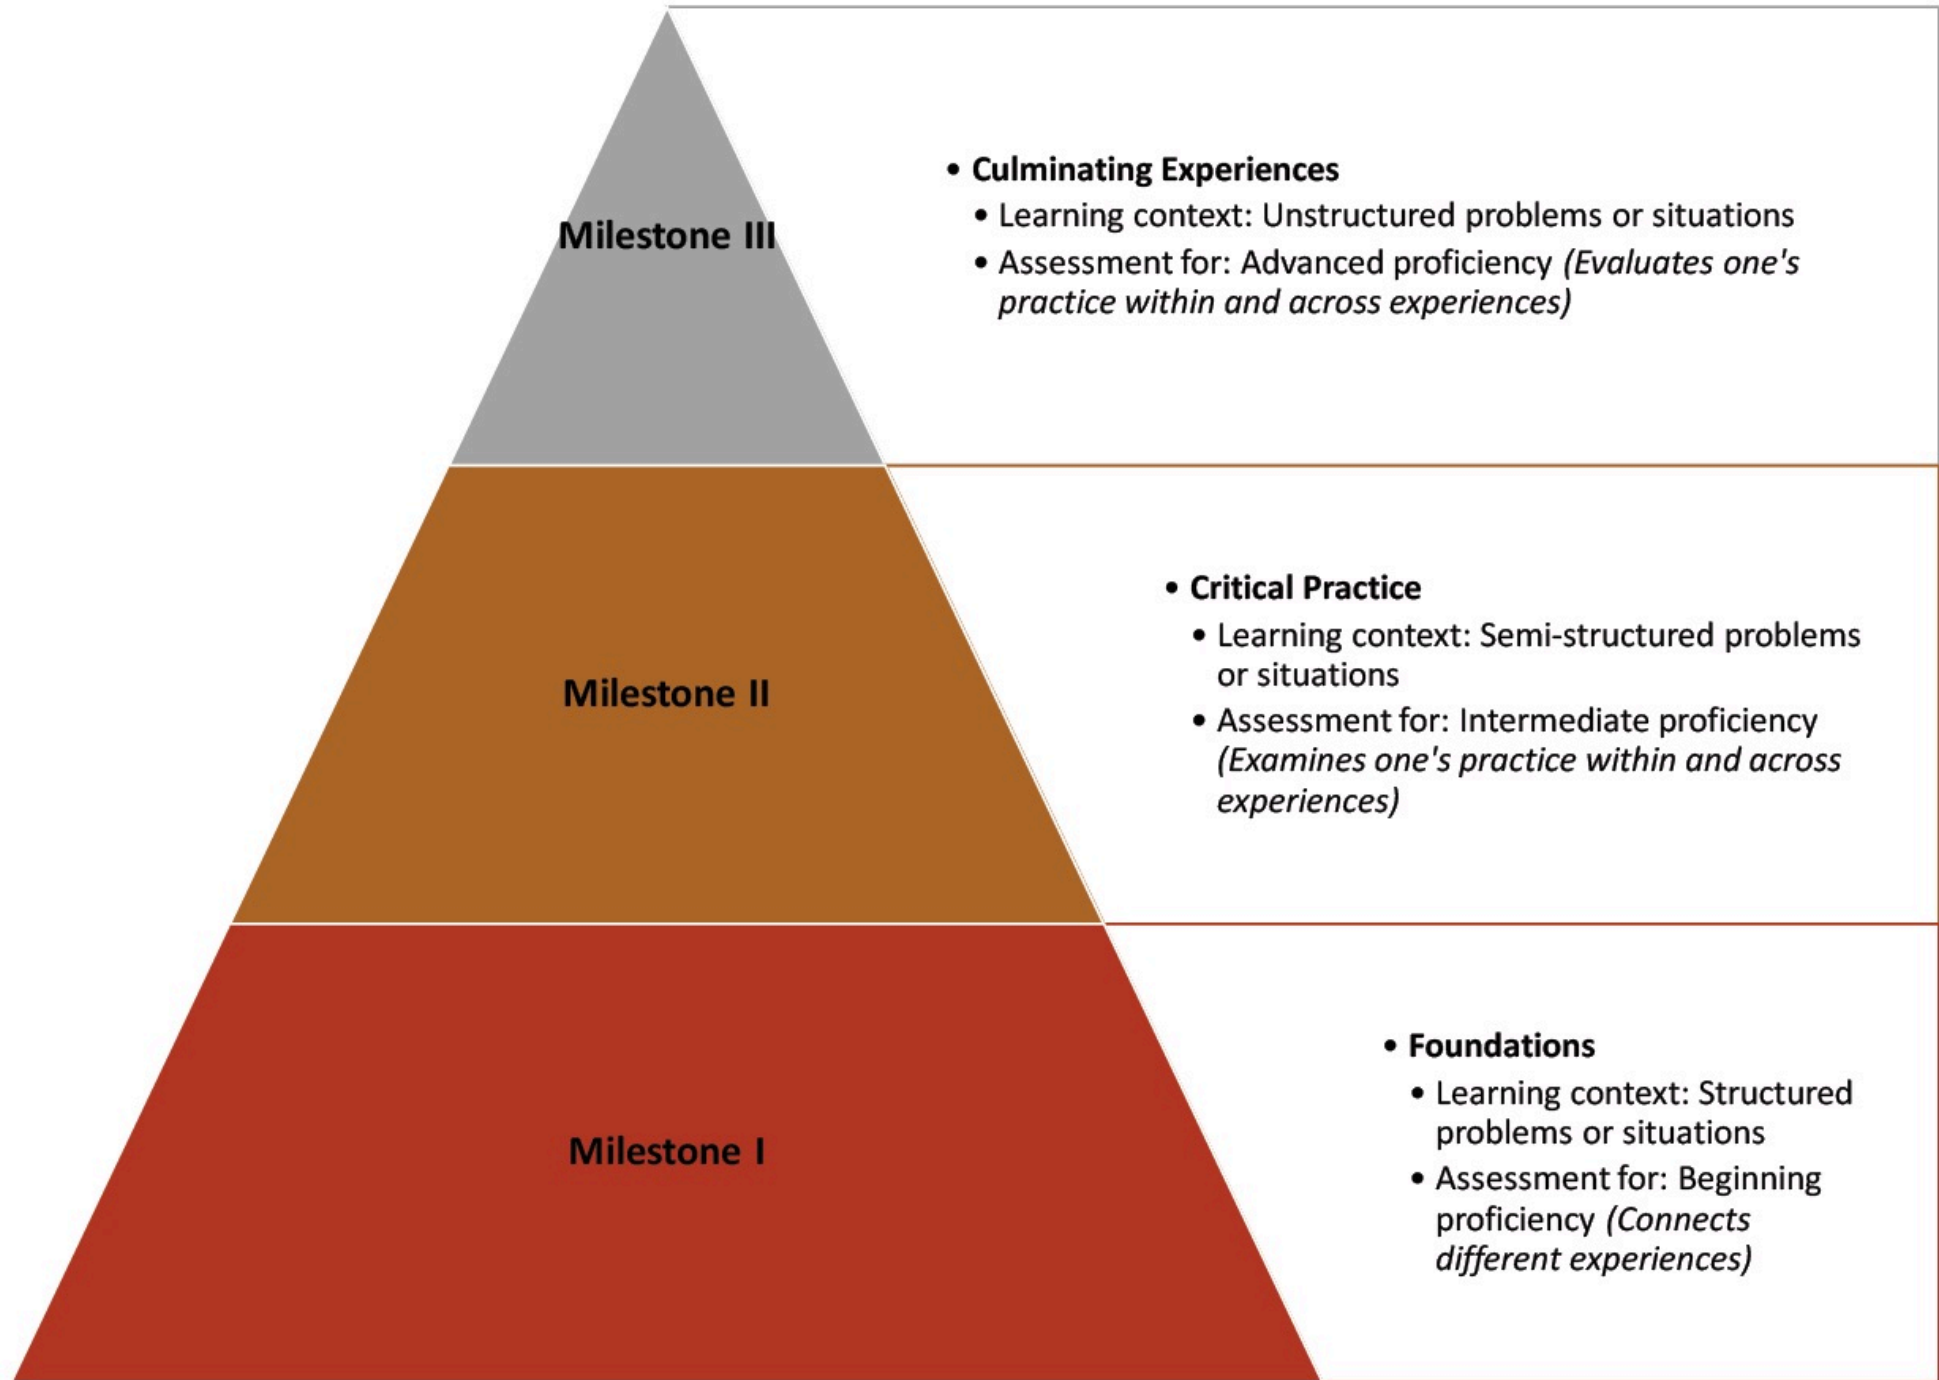 Milestone III
• Culminating Experiences
• Learning context: Unstructured problems or situations
• Assessment for: Advanced proficiency (Evaluates one's
practice within and across experiences)
Milestone II
• Critical Practice
• Learning context: Semi-structured problems
or situations
• Assessment for: Intermediate proficiency
(Examines one's practice within and across
experiences)
Milestone I
• Foundations
• Learning context: Structured
problems or situations
• Assessment for: Beginning
proficiency (Connects
different experiences)